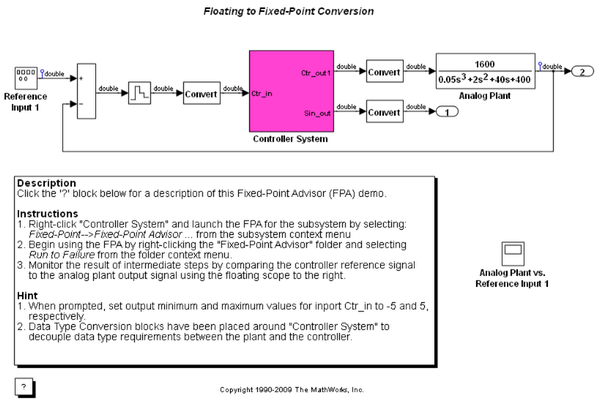 Floating to Fixed-Point Conversion
double
Reference
Input 1
+
−
double
double
Convert
double
Ctr_in
Ctr_out1
Sin_out
Controller System
double
Convert
double
1600
0.05s^3+2s^2+40s+400
Analog Plant
double
2
double
Convert
double
1
Description
Click the '?' block below for a description of this Fixed-Point Advisor (FPA) demo.
Instructions
1. Right-click "Controller System" and launch the FPA for the subsystem by selecting:
Fixed-Point-->Fixed-Point Advisor ... from the subsystem context menu
2. Begin using the FPA by right-clicking the "Fixed-Point Advisor" folder and selecting
Run to Failure from the folder context menu.
3. Monitor the result of intermediate steps by comparing the controller reference signal
to the analog plant output signal using the floating scope to the right.
Hint
1. When prompted, set output minimum and maximum values for inport Ctr_in to -5 and 5,
respectively.
2. Data Type Conversion blocks have been placed around "Controller System" to
decouple data type requirements between the plant and the controller.
Analog Plant vs.
Reference Input 1
?
Copyright 1990-2009 The MathWorks, Inc.